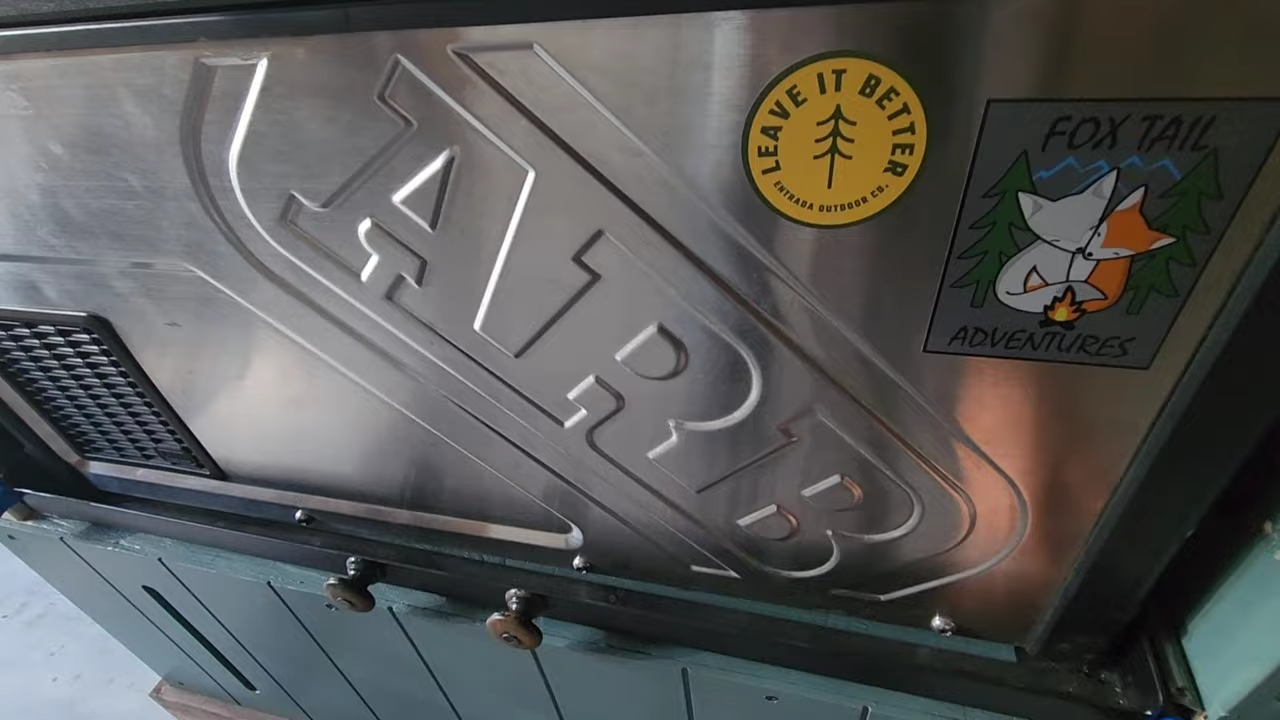 ARB
LEAVE IT BETTER
ENTRADA OUTDOOR CO.
FOX TAIL
ADVENTURES